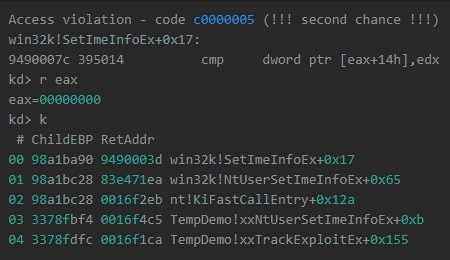 Access violation - code c0000005 (!!! second chance !!!)
win32k!SetImeInfoEx+0x17:
9490007c 395014 cmp dword ptr [eax+14h],edx
kd> r eax
eax=00000000
kd> k
# ChildEBP RetAddr
00 98a1ba90 9490003d win32k!SetImeInfoEx+0x17
01 98a1bc28 83e471ea win32k!NtUserSetImeInfoEx+0x65
02 98a1bc28 0016f2eb nt!KiFastCallEntry+0x12a
03 3378fbf4 0016f4c5 TempDemo!xxNtUserSetImeInfoEx+0xb
04 3378fdfc 0016f1ca TempDemo!xxTrackExploitEx+0x155